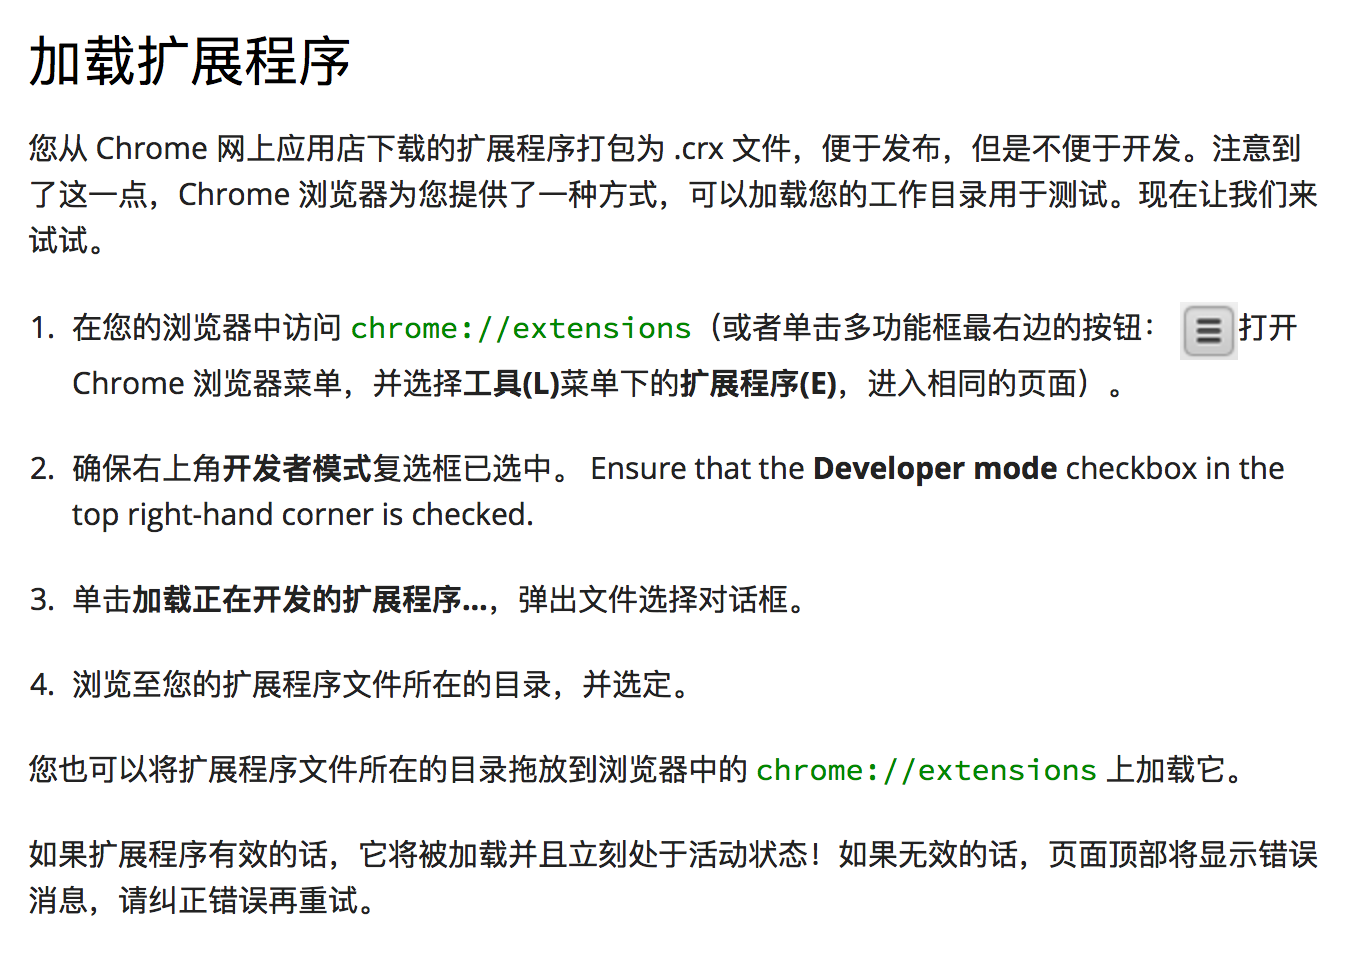 加载扩展程序
您从 Chrome 网上应用店下载的扩展程序打包为 .crx 文件，便于发布，但是不便于开发。注意到
了这一点，Chrome 浏览器为您提供了一种方式，可以加载您的工作目录用于测试。现在让我们来
试试。
1. 在您的浏览器中访问 chrome://extensions（或者单击多功能框最右边的按钮： 打开
Chrome 浏览器菜单，并选择工具(L)菜单下的扩展程序(E)，进入相同的页面）。
2. 确保右上角开发者模式复选框已选中。 Ensure that the Developer mode checkbox in the
top right-hand corner is checked.
3. 单击加载正在开发的扩展程序...，弹出文件选择对话框。
4. 浏览至您的扩展程序文件所在的目录，并选定。
您也可以将扩展程序文件所在的目录拖放到浏览器中的 chrome://extensions 上加载它。
如果扩展程序有效的话，它将被加载并且立刻处于活动状态！如果无效的话，页面顶部将显示错误
消息，请纠正错误再重试。